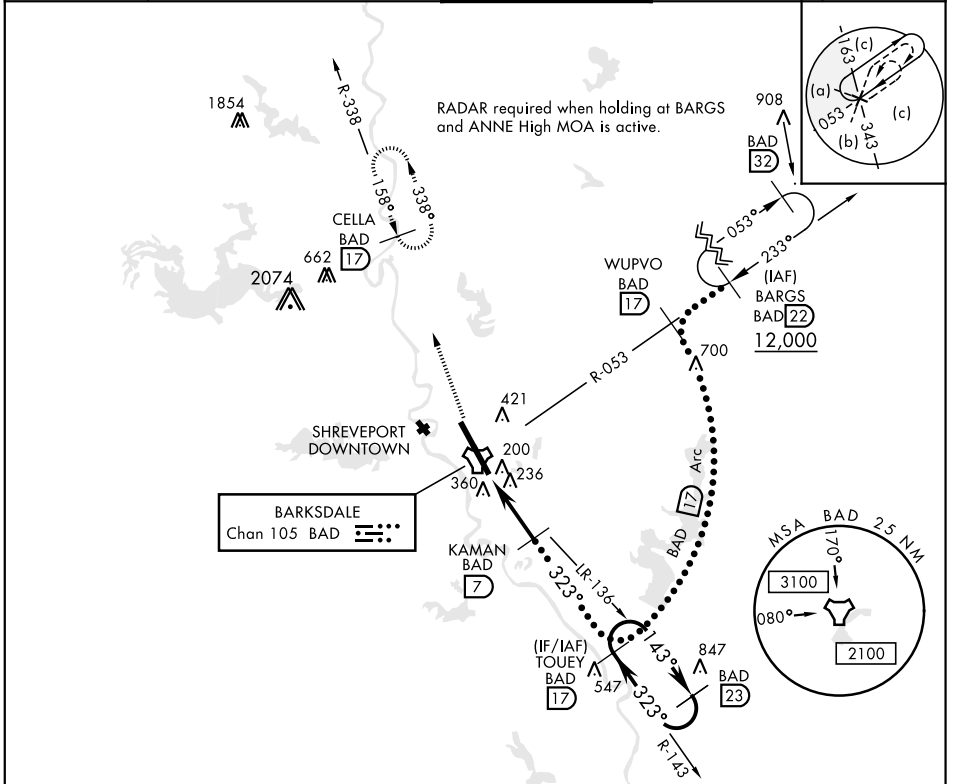 163
(c)
(a)
053
(c)
(b)
343
1854
R-338
RADAR required when holding at BARGS
and ANNE High MOA is active.
908
BAD
32
158°
338°
CELLA
BAD
17
053°
233°
662
2074
WUPVO
BAD
17
(IAF)
BARGS
BAD 22
12,000
700
R-053
421
SHREVEPORT
DOWNTOWN
200
236
360
BARKSDALE
Chan 105 BAD
BAD 17 Arc
KAMAN
BAD
7
323°
LR-136
MSA BAD 25 NM
170°
3100
080°
2100
(IF/IAF)
TOUEY
BAD
17
547
143°
847
BAD
23
323°
R-143